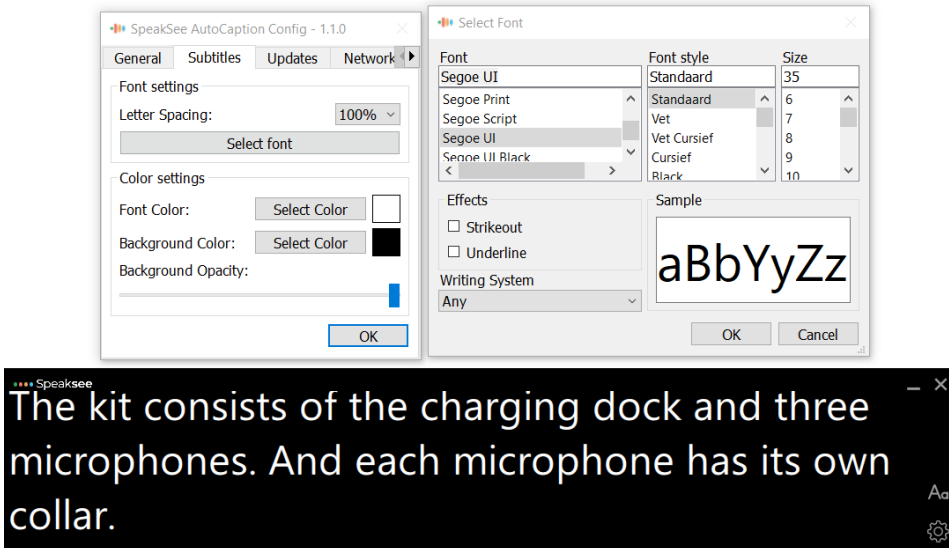 SpeakSee AutoCaption Config - 1.1.0
General Subtitles Updates Network
Font settings
Letter Spacing: 100%
Select font
Color settings
Font Color: Select Color
Background Color: Select Color
Background Opacity:
OK
Select Font
Font
Segoe UI
Segoe Print
Segoe Script
Segoe UI
Segoe UI Black
Font style
Standaard
Standaard
Vet
Vet Cursief
Cursief
Black
Size
35
6
7
8
9
10
Effects
Strikeout
Underline
Writing System
Any
Sample
aBbYyZz
OK Cancel
Speaksee
The kit consists of the charging dock and three
microphones. And each microphone has its own
collar.
Aa